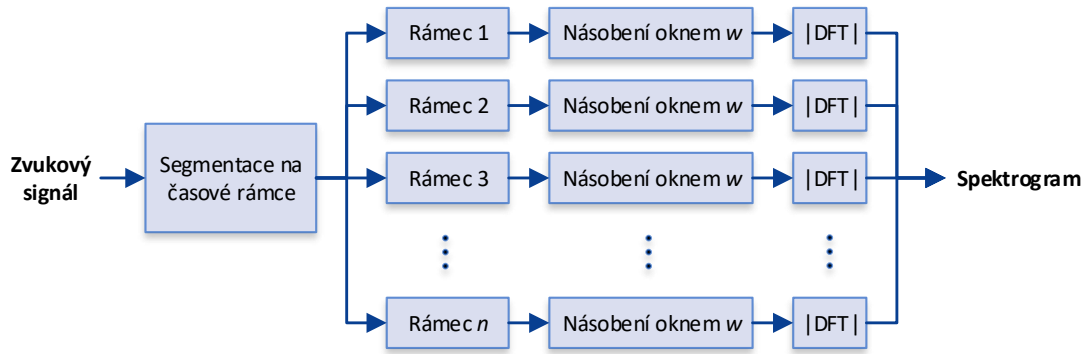 Rámec 1
Násobení oknem w
|DFT|
Rámec 2
Násobení oknem w
|DFT|
Zvukový
signál
Segmentace na
časové rámce
Rámec 3
Násobení oknem w
|DFT|
Spektrogram
Rámec n
Násobení oknem w
|DFT|